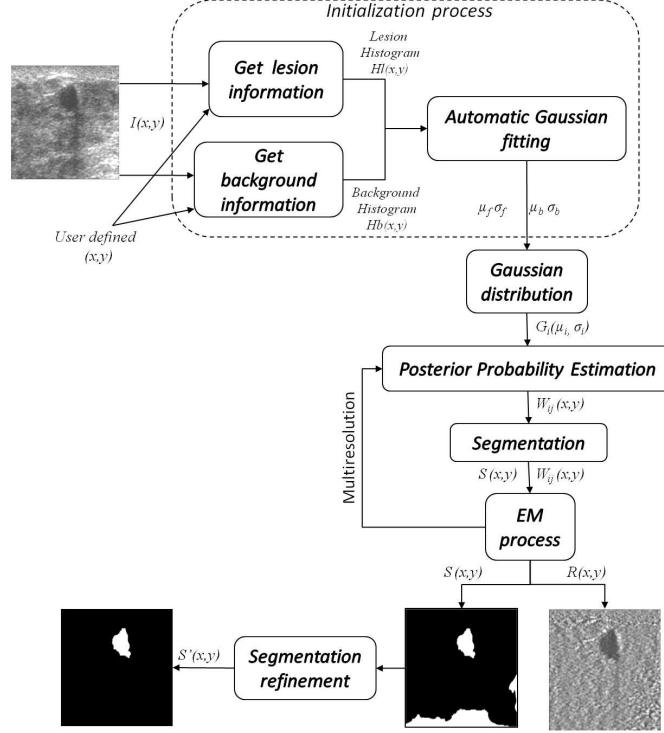 Initialization process
Get lesion
information
Lesion
Histogram
Hl(x,y)
I(x,y)
Automatic Gaussian
fitting
Get
background
information
Background
Histogram
Hb(x,y)
User defined
(x,y)
μf σf
μb σb
Gaussian
distribution
Gi(μi, σi)
Posterior Probability Estimation
Wij(x,y)
Multiresolution
Segmentation
S(x,y)
Wij(x,y)
EM
process
S(x,y)
R(x,y)
S'(x,y)
Segmentation
refinement